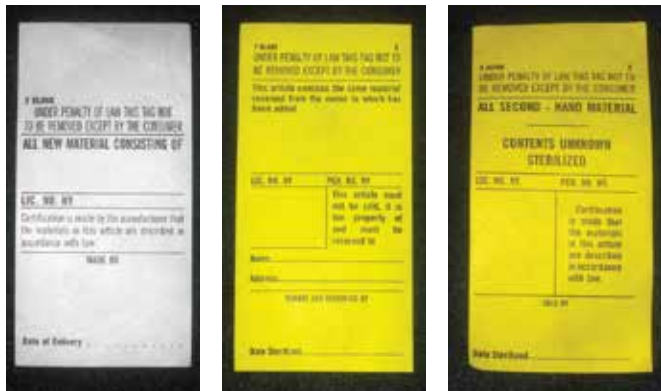 UNDER PENALTY OF LAW THIS TAG NOT
TO BE REMOVED EXCEPT BY THE CONSUMER
ALL NEW MATERIAL CONSISTING OF
LIC. NO. NY
Certification is made by the manufacturer that
the materials in this article are described in
accordance with law.
MADE BY
Date of Delivery
UNDER PENALTY OF LAW THIS TAG NOT TO
BE REMOVED EXCEPT BY THE CONSUMER
This article contains the same material
received from the owner to which has
been added
LIC. NO. NY
PER. NO. NY
This article must
not be sold, it is
the property of
and must be
returned to
Name
Address
Date Sterilized
UNDER PENALTY OF LAW THIS TAG NOT TO
BE REMOVED EXCEPT BY THE CONSUMER
ALL SECOND - HAND MATERIAL
CONTENTS UNKNOWN
STERILIZED
LIC. NO. NY.
PER. NO. NY.
Certification
is made that
the materials
in this article
are described
in accordance
with law.
SOLD BY
Date Sterilized